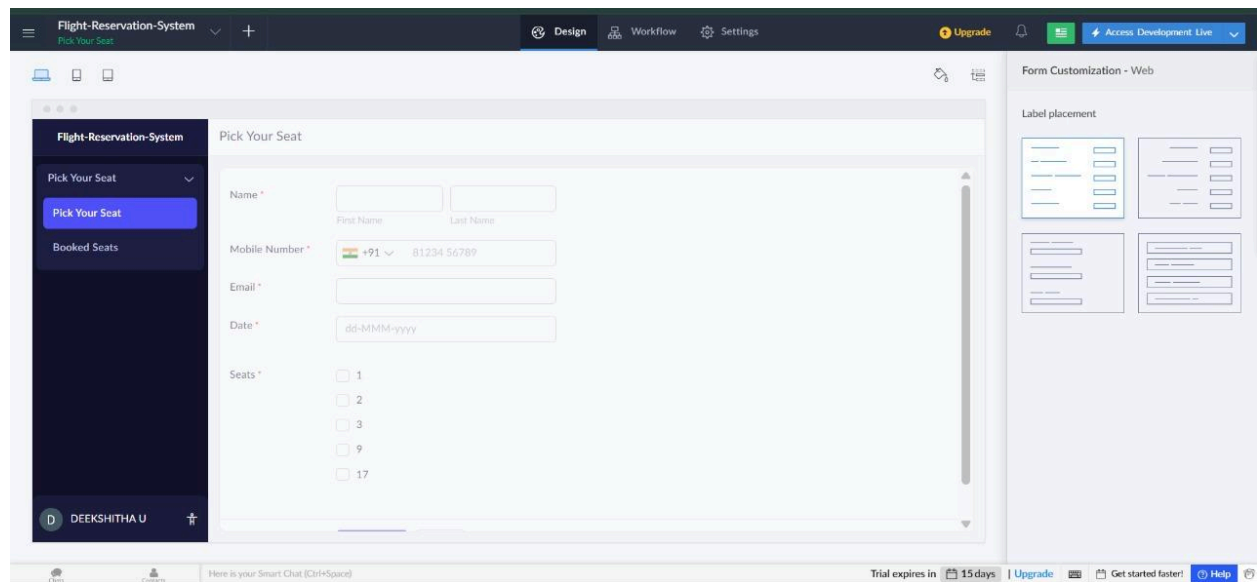 Flight-Reservation-System
Pick Your Seat
Design
Workflow
Settings
Upgrade
Access Development Live
Form Customization - Web
Label placement
Flight-Reservation-System
Pick Your Seat
Pick Your Seat
Pick Your Seat
Booked Seats
Name *
First Name Last Name
Mobile Number * +91 81234 56789
Email *
Date * dd-MMM-yyyy
Seats * 1
2
3
9
17
D DEEKSHITHA U
Chats Contacts Here is your Smart Chat (Ctrl+Space)
Trial expires in 15 days | Upgrade Get started faster! Help